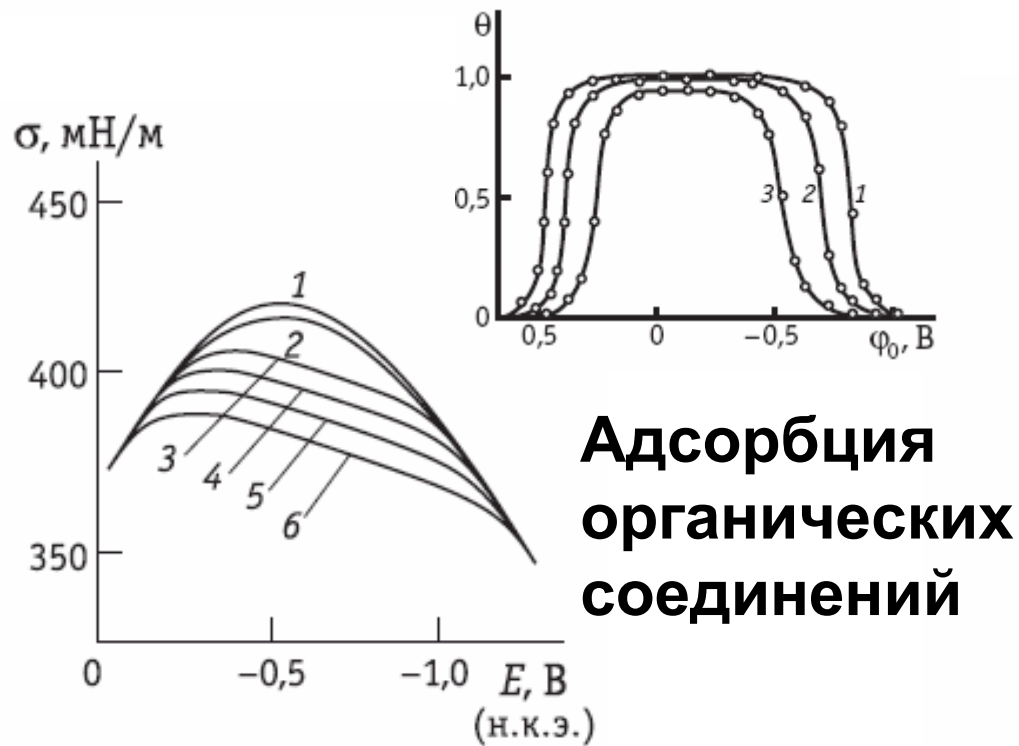 σ, мН/м
450
400
350
0
−0,5
−1,0
E, В
(н.к.э.)
1
2
3
4
5
6
θ
1,0
0,5
0
0,5
0
−0,5
φ₀, В
3
2
1
Адсорбция
органических
соединений